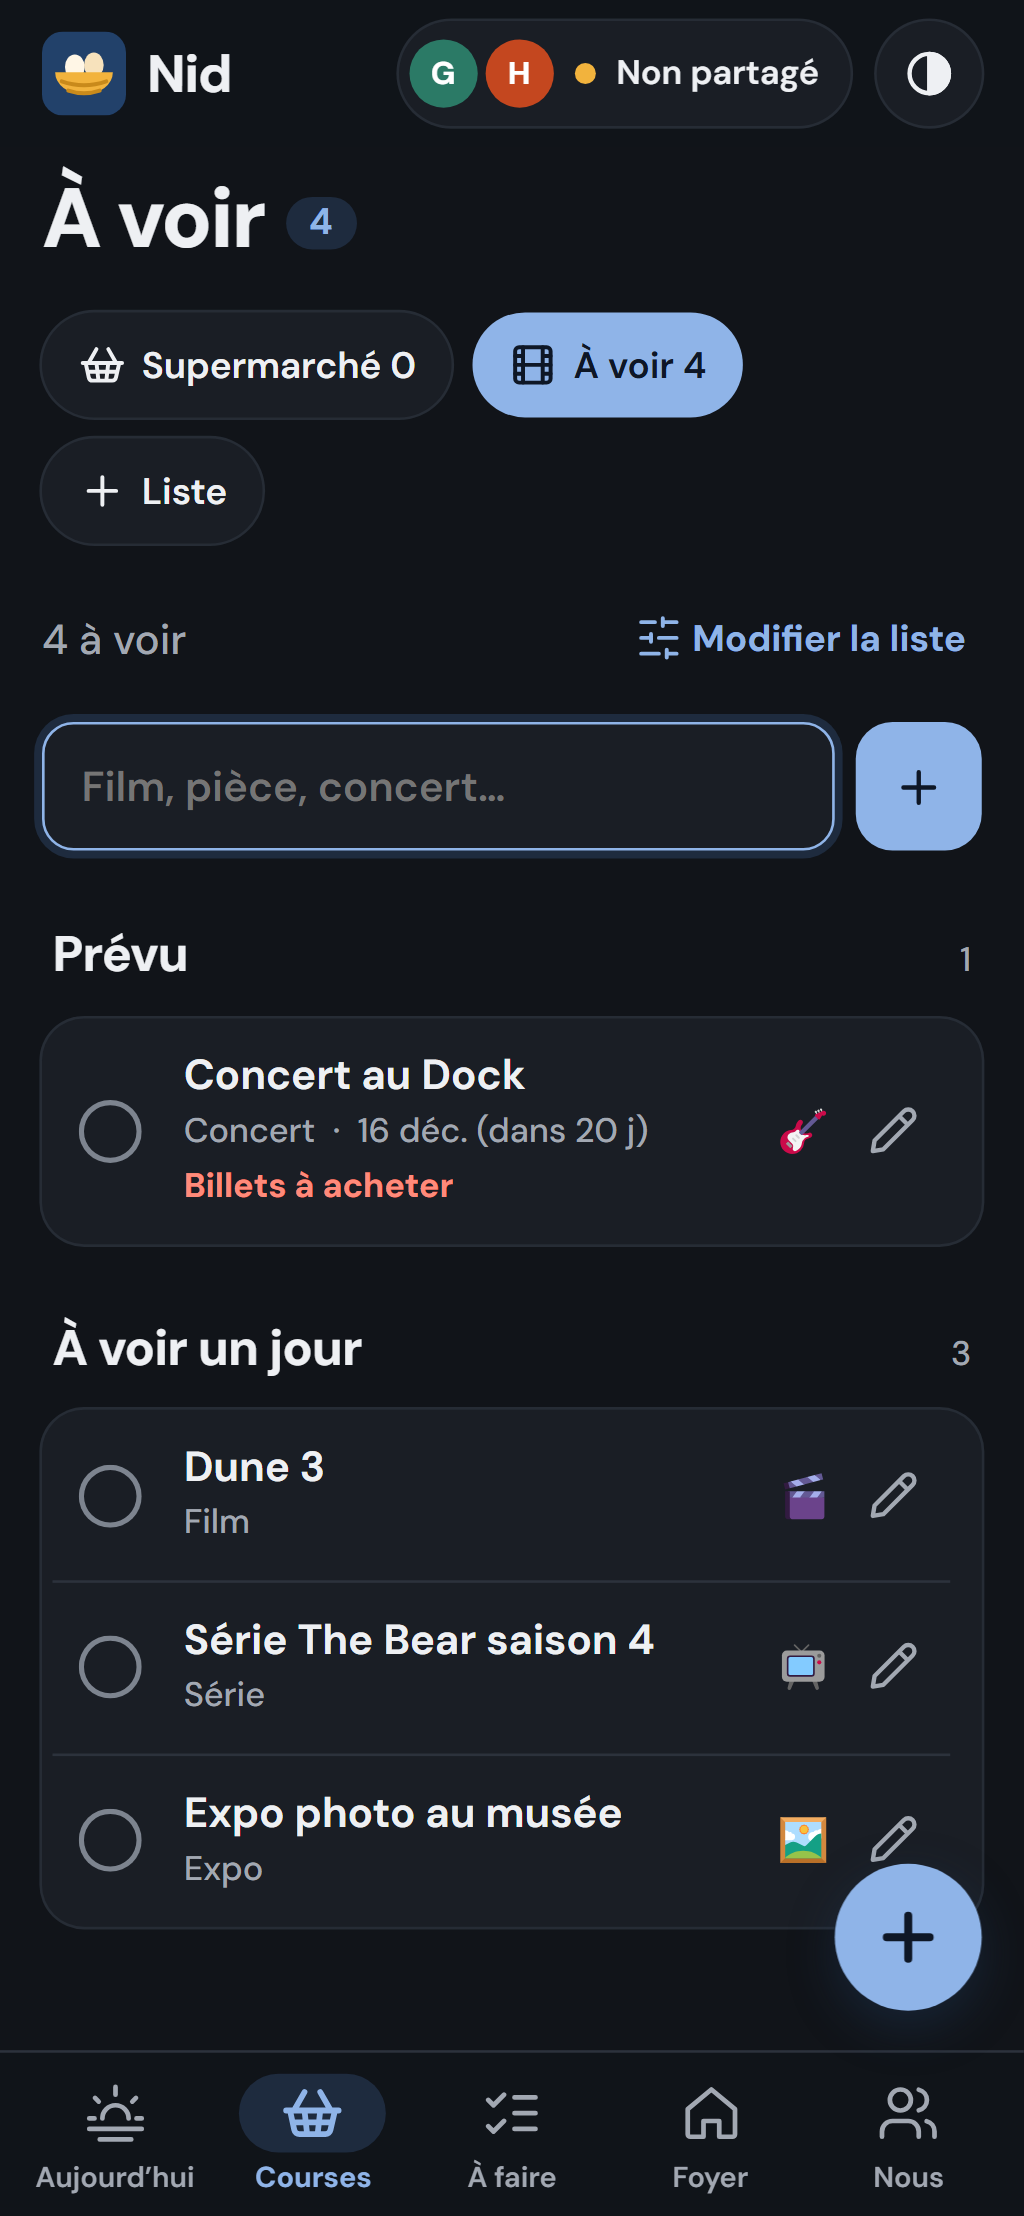 Nid
G H Non partagé
À voir 4
Supermarché 0
À voir 4
Liste
4 à voir
Modifier la liste
Film, pièce, concert...
Prévu 1
Concert au Dock
Concert · 16 déc. (dans 20 j)
Billets à acheter
À voir un jour 3
Dune 3
Film
Série The Bear saison 4
Série
Expo photo au musée
Expo
Aujourd’hui
Courses
À faire
Foyer
Nous